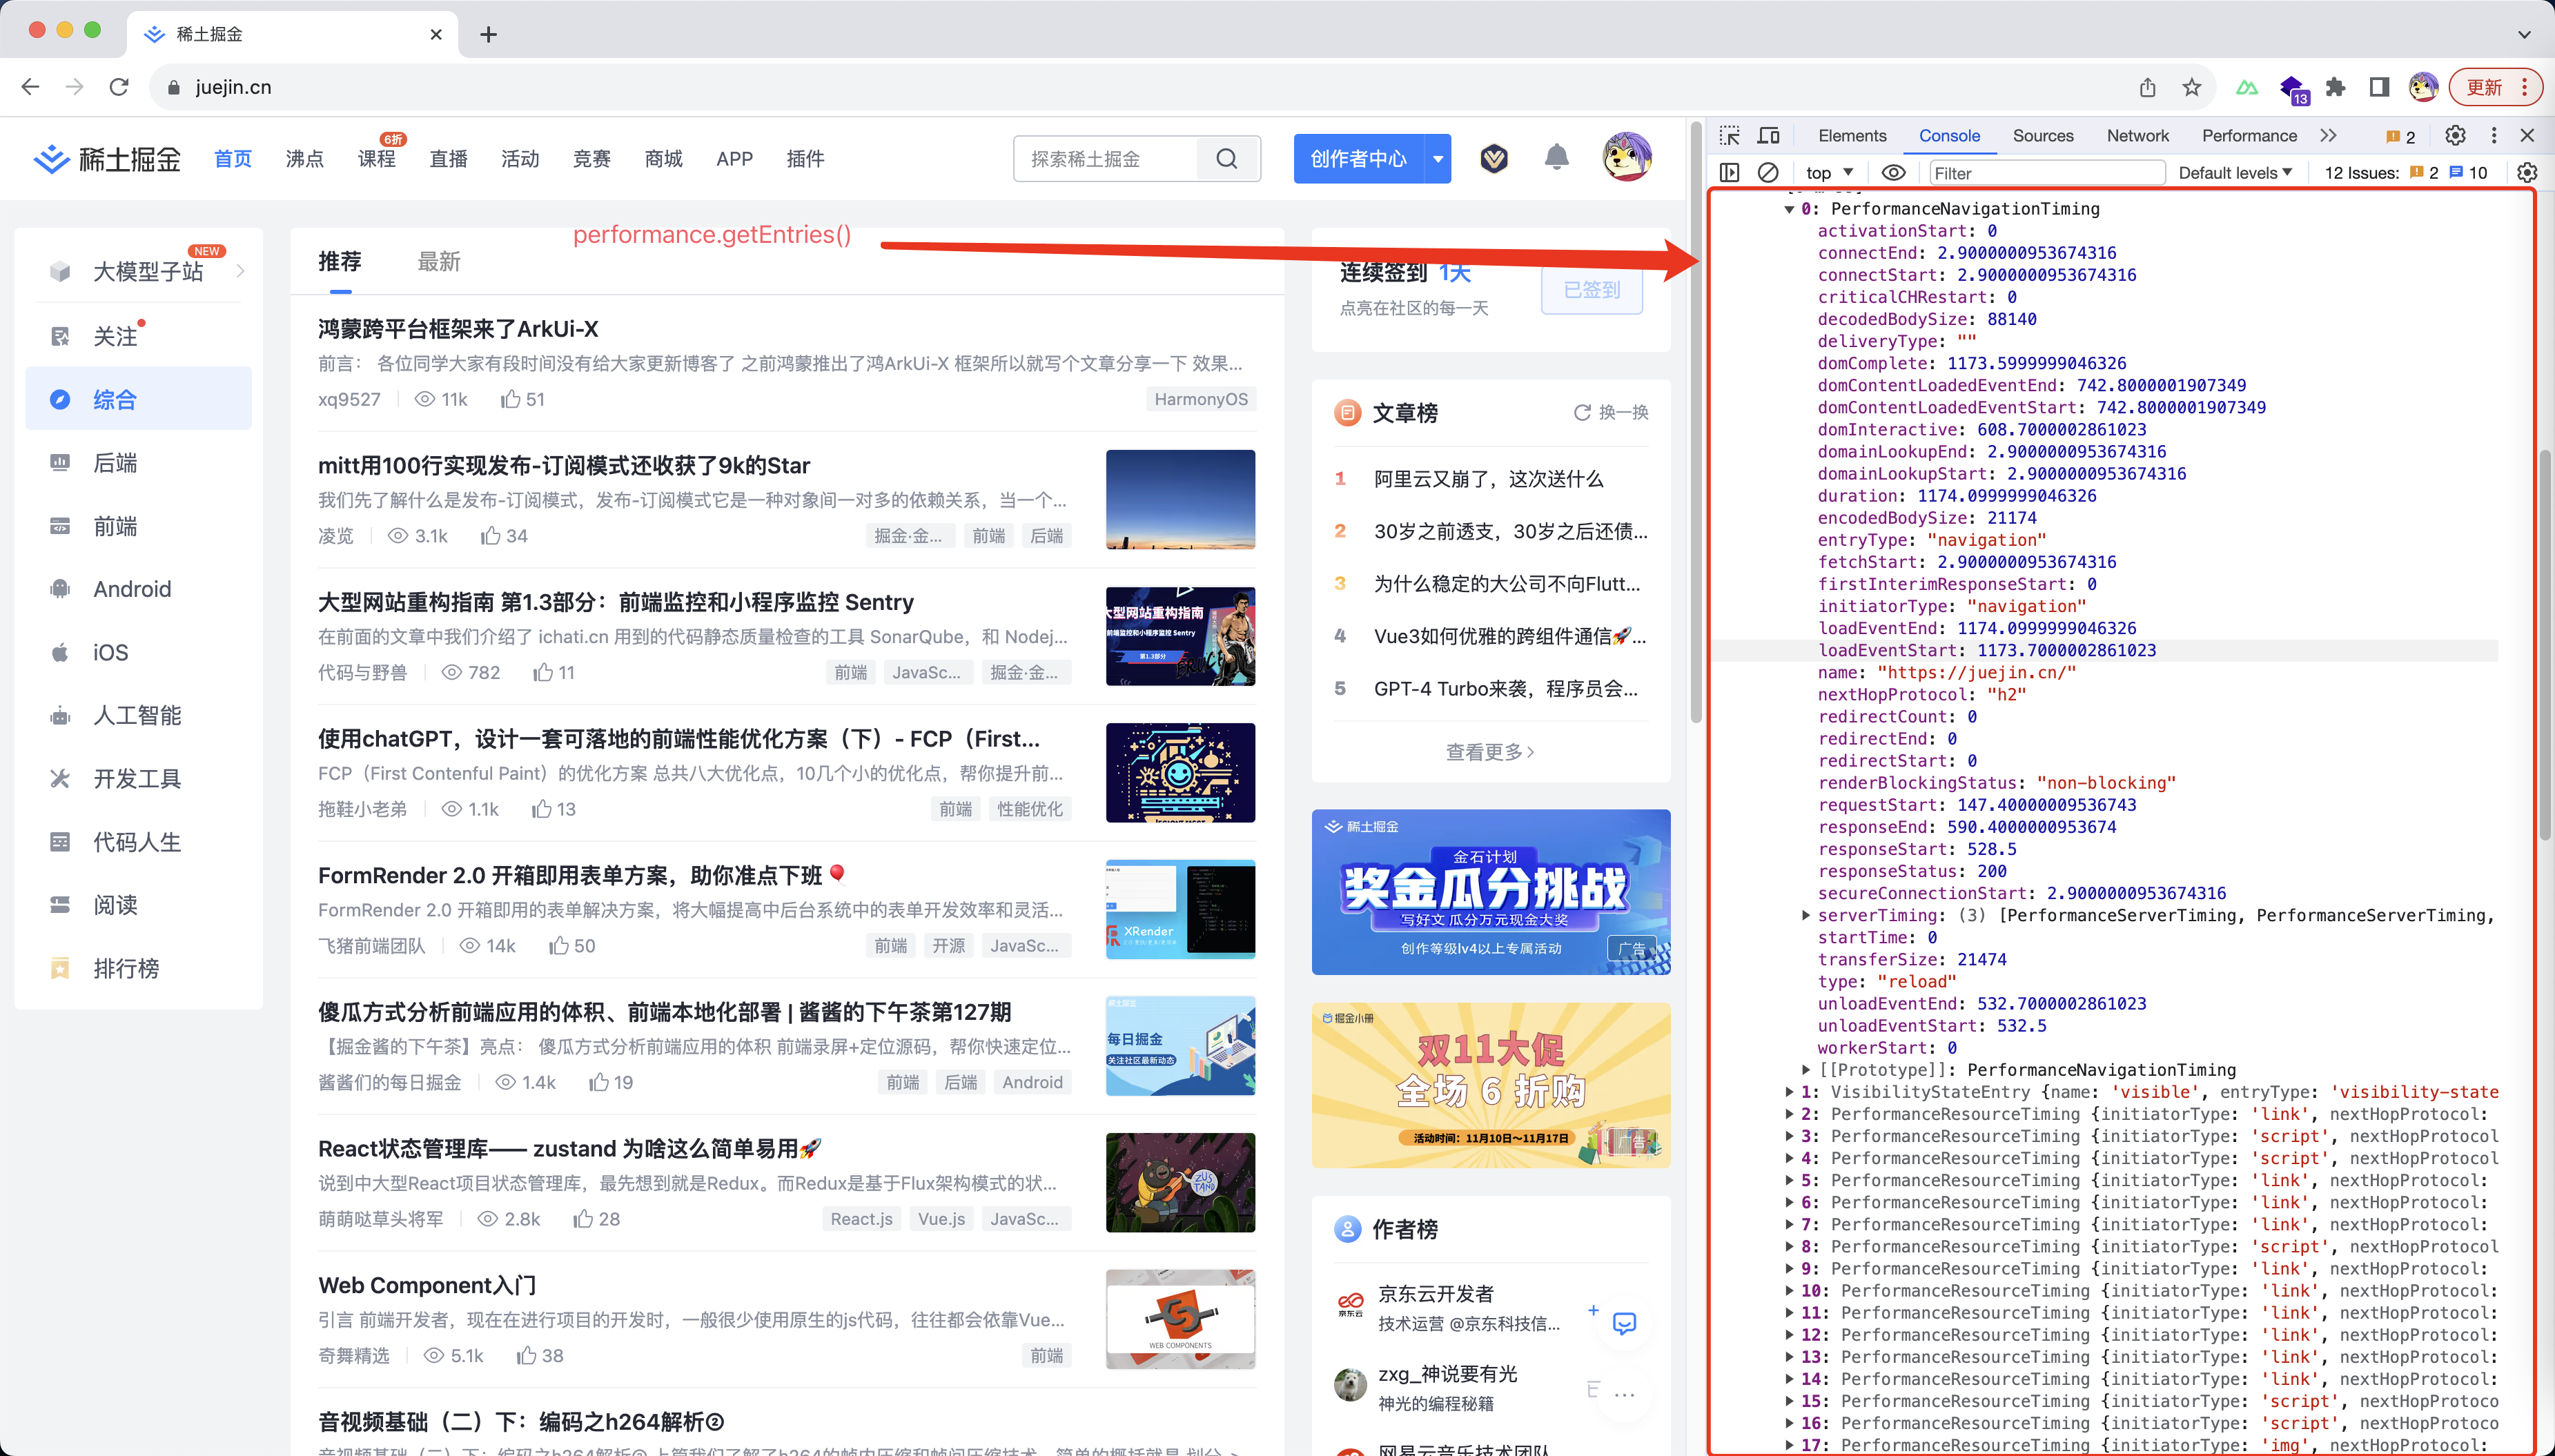 稀土掘金
juejin.cn
13
更新
稀土掘金
首页
沸点
课程
6折
直播
活动
竞赛
商城
APP
插件
探索稀土掘金
创作者中心
performance.getEntries()
大模型子站
NEW
关注
综合
后端
前端
Android
iOS
人工智能
开发工具
代码人生
阅读
排行榜
推荐
最新
鸿蒙跨平台框架来了ArkUi-X
前言： 各位同学大家有段时间没有给大家更新博客了 之前鸿蒙推出了鸿ArkUi-X 框架所以就写个文章分享一下 效果...
xq9527 11k 51 HarmonyOS
mitt用100行实现发布-订阅模式还收获了9k的Star
我们先了解什么是发布-订阅模式，发布-订阅模式它是一种对象间一对多的依赖关系，当一个...
凌览 3.1k 34 掘金·金... 前端 后端
大型网站重构指南 第1.3部分：前端监控和小程序监控 Sentry
在前面的文章中我们介绍了 ichati.cn 用到的代码静态质量检查的工具 SonarQube，和 Nodej...
代码与野兽 782 11 前端 JavaSc... 掘金·金...
大型网站重构指南
前端监控和小程序监控 Sentry
第1.3部分
使用chatGPT，设计一套可落地的前端性能优化方案（下）- FCP（First...
FCP（First Contenful Paint）的优化方案 总共八大优化点，10几个小的优化点，帮你提升前...
拖鞋小老弟 1.1k 13 前端 性能优化
FormRender 2.0 开箱即用表单方案，助你准点下班🎈
FormRender 2.0 开箱即用的表单解决方案，将大幅提高中后台系统中的表单开发效率和灵活...
飞猪前端团队 14k 50 前端 开源 JavaSc...
XRender
傻瓜方式分析前端应用的体积、前端本地化部署 | 酱酱的下午茶第127期
【掘金酱的下午茶】亮点： 傻瓜方式分析前端应用的体积 前端录屏+定位源码，帮你快速定位...
酱酱们的每日掘金 1.4k 19 前端 后端 Android
每日掘金
关注社区最新动态
React状态管理库—— zustand 为啥这么简单易用🚀
说到中大型React项目状态管理库，最先想到就是Redux。而Redux是基于Flux架构模式的状...
萌萌哒草头将军 2.8k 28 React.js Vue.js JavaSc...
ZUS
TAND
Web Component入门
引言 前端开发者，现在在进行项目的开发时，一般很少使用原生的js代码，往往都会依靠Vue...
奇舞精选 5.1k 38 前端
WEB COMPONENTS
音视频基础（二）下：编码之h264解析②
连续签到 1天
点亮在社区的每一天
已签到
文章榜
换一换
1 阿里云又崩了，这次送什么
2 30岁之前透支，30岁之后还债...
3 为什么稳定的大公司不向Flutt...
4 Vue3如何优雅的跨组件通信🚀...
5 GPT-4 Turbo来袭，程序员会...
查看更多
稀土掘金
金石计划
奖金瓜分挑战
写好文 瓜分万元现金大奖
创作等级lv4以上专属活动
广告
掘金小册
双11大促
全场 6 折购
活动时间：11月10日～11月17日
广告
作者榜
京东云
京东云开发者
技术运营 @京东科技信...
zxg_神说要有光
神光的编程秘籍
网易云音乐技术团队
Elements
Console
Sources
Network
Performance
2
top
Filter
Default levels
12 Issues: 2 10
0: PerformanceNavigationTiming
activationStart: 0
connectEnd: 2.9000000953674316
connectStart: 2.9000000953674316
criticalCHRestart: 0
decodedBodySize: 88140
deliveryType: ""
domComplete: 1173.5999999046326
domContentLoadedEventEnd: 742.8000001907349
domContentLoadedEventStart: 742.8000001907349
domInteractive: 608.7000002861023
domainLookupEnd: 2.9000000953674316
domainLookupStart: 2.9000000953674316
duration: 1174.0999999046326
encodedBodySize: 21174
entryType: "navigation"
fetchStart: 2.9000000953674316
firstInterimResponseStart: 0
initiatorType: "navigation"
loadEventEnd: 1174.0999999046326
loadEventStart: 1173.7000002861023
name: "https://juejin.cn/"
nextHopProtocol: "h2"
redirectCount: 0
redirectEnd: 0
redirectStart: 0
renderBlockingStatus: "non-blocking"
requestStart: 147.40000009536743
responseEnd: 590.4000000953674
responseStart: 528.5
responseStatus: 200
secureConnectionStart: 2.9000000953674316
serverTiming: (3) [PerformanceServerTiming, PerformanceServerTiming,
startTime: 0
transferSize: 21474
type: "reload"
unloadEventEnd: 532.7000002861023
unloadEventStart: 532.5
workerStart: 0
[[Prototype]]: PerformanceNavigationTiming
1: VisibilityStateEntry {name: 'visible', entryType: 'visibility-state
2: PerformanceResourceTiming {initiatorType: 'link', nextHopProtocol:
3: PerformanceResourceTiming {initiatorType: 'script', nextHopProtocol
4: PerformanceResourceTiming {initiatorType: 'script', nextHopProtocol
5: PerformanceResourceTiming {initiatorType: 'link', nextHopProtocol:
6: PerformanceResourceTiming {initiatorType: 'link', nextHopProtocol:
7: PerformanceResourceTiming {initiatorType: 'link', nextHopProtocol:
8: PerformanceResourceTiming {initiatorType: 'script', nextHopProtocol
9: PerformanceResourceTiming {initiatorType: 'link', nextHopProtocol:
10: PerformanceResourceTiming {initiatorType: 'link', nextHopProtocol:
11: PerformanceResourceTiming {initiatorType: 'link', nextHopProtocol:
12: PerformanceResourceTiming {initiatorType: 'link', nextHopProtocol:
13: PerformanceResourceTiming {initiatorType: 'link', nextHopProtocol:
14: PerformanceResourceTiming {initiatorType: 'link', nextHopProtocol:
15: PerformanceResourceTiming {initiatorType: 'script', nextHopProtoco
16: PerformanceResourceTiming {initiatorType: 'script', nextHopProtoco
17: PerformanceResourceTiming {initiatorType: 'img', nextHopProtocol: